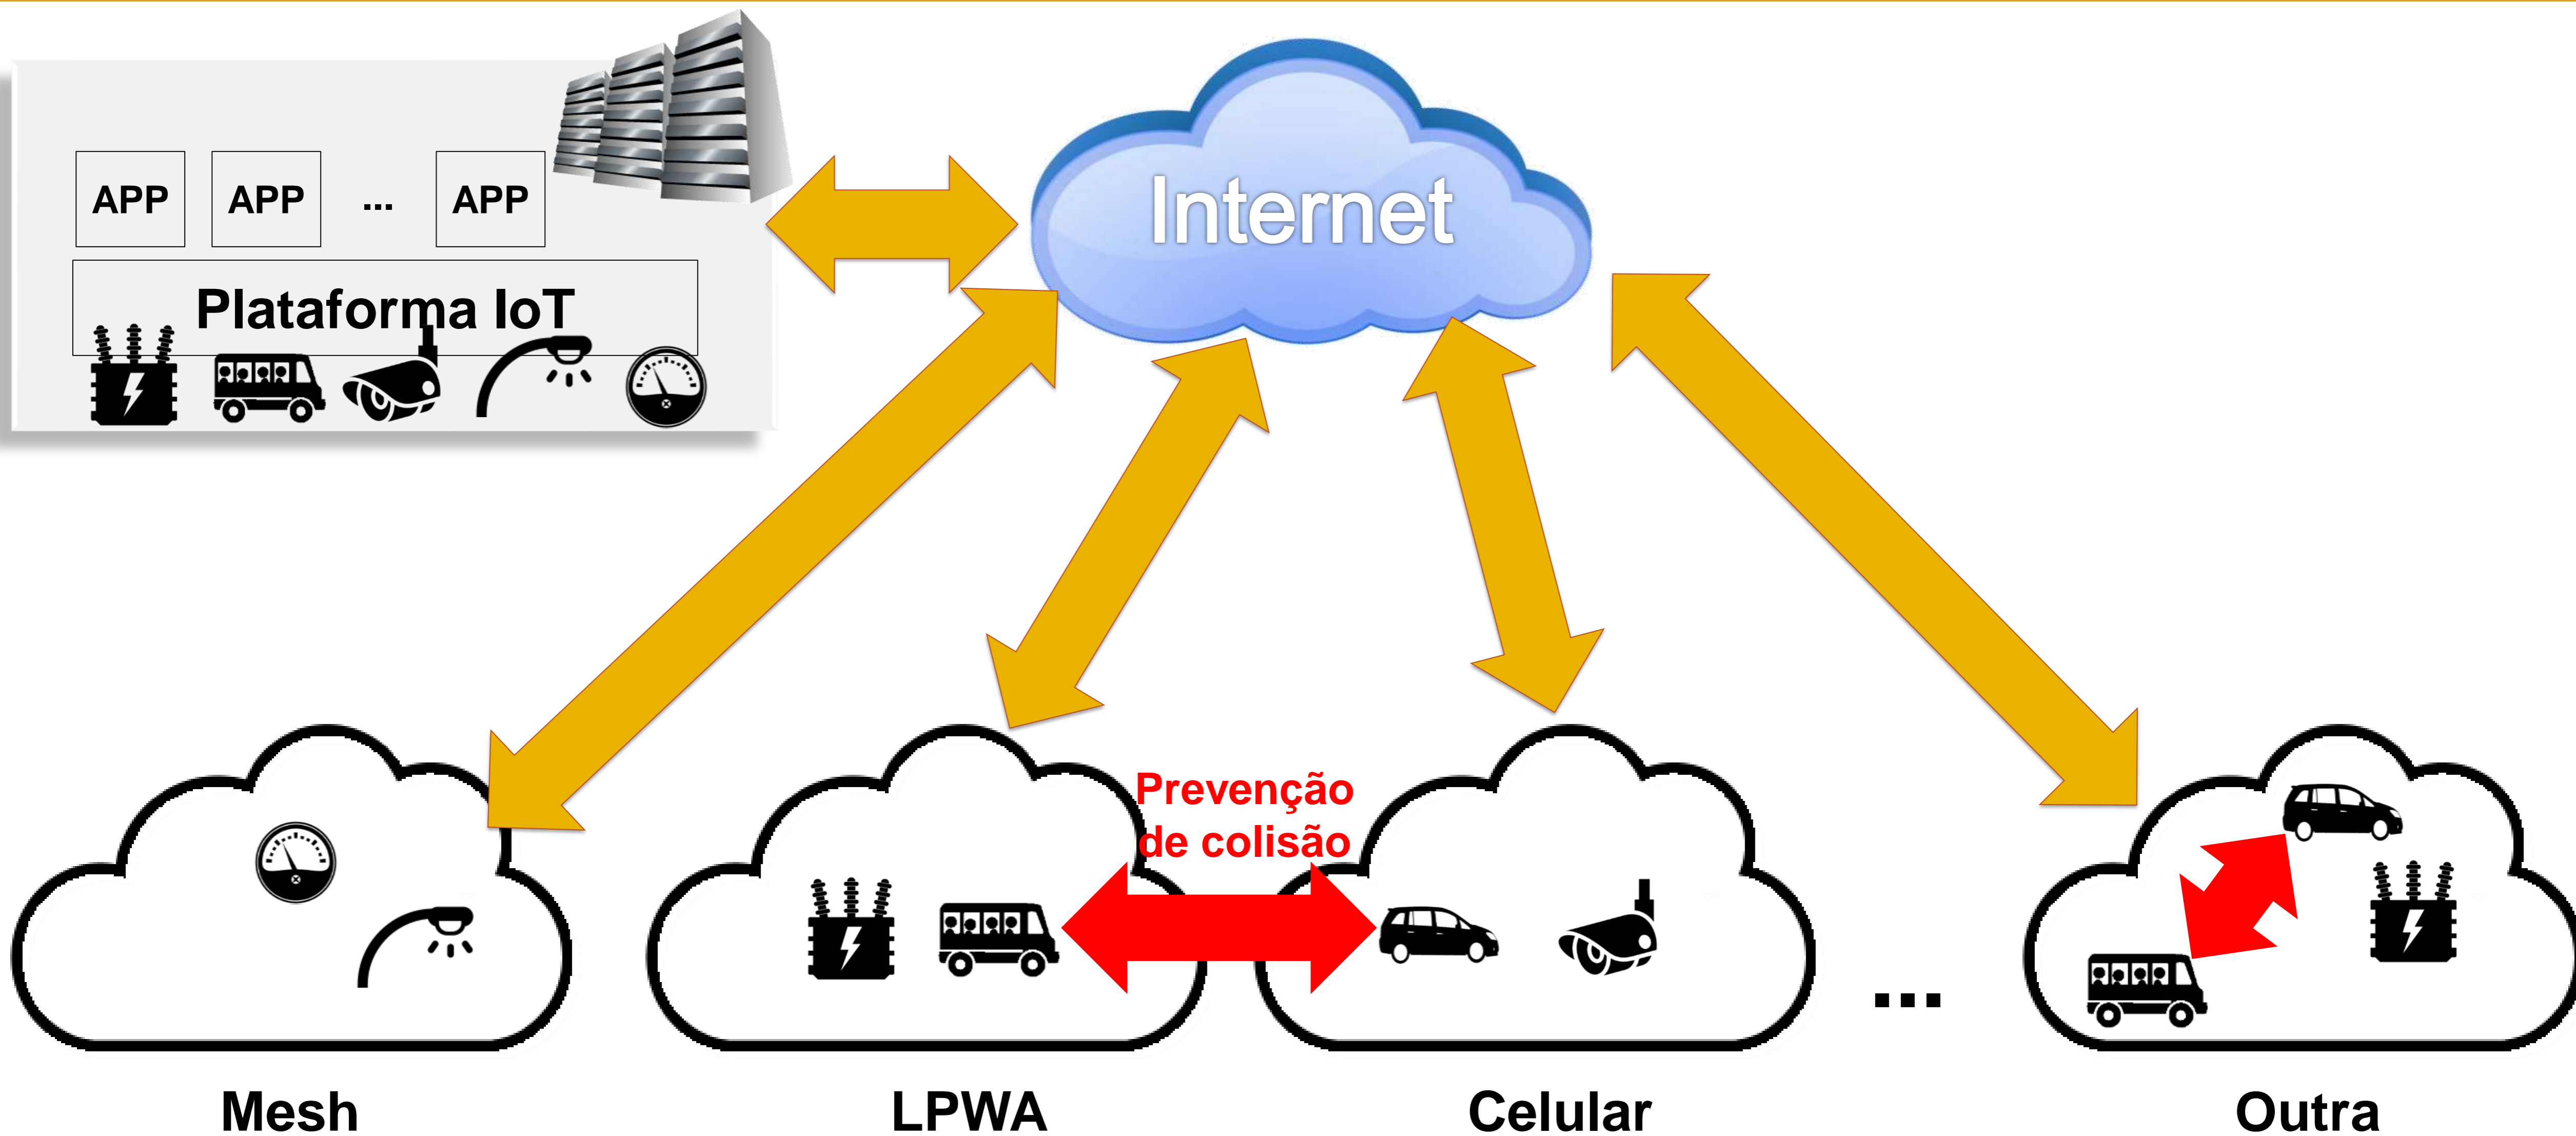 APP APP ... APP
Plataforma IoT
Internet
Prevenção
de colisão
...
Mesh
LPWA
Celular
Outra